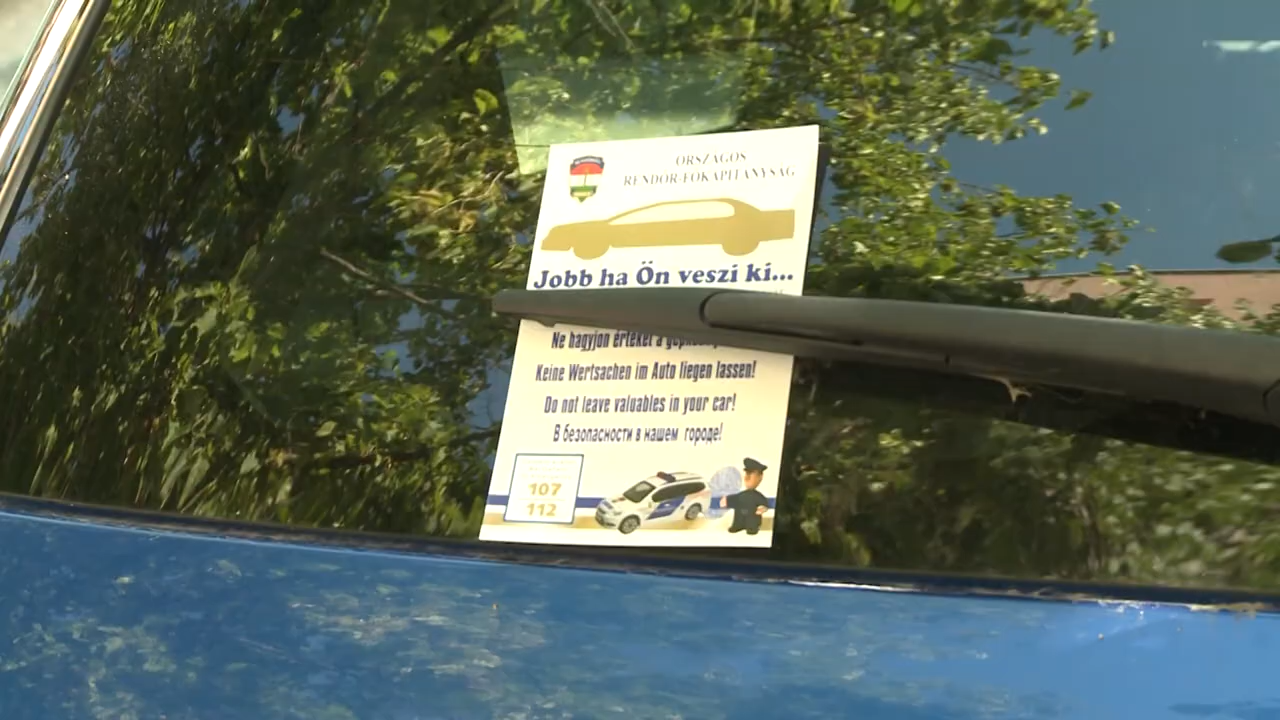 ORSZÁGOS
RENDŐR-FŐKAPITÁNYSÁG
Jobb ha Ön veszi ki...
Ne hagyjon értéket a
Keine Wertsachen im Auto liegen lassen!
Do not leave valuables in your car!
В безопасности в нашем городе!
107
112